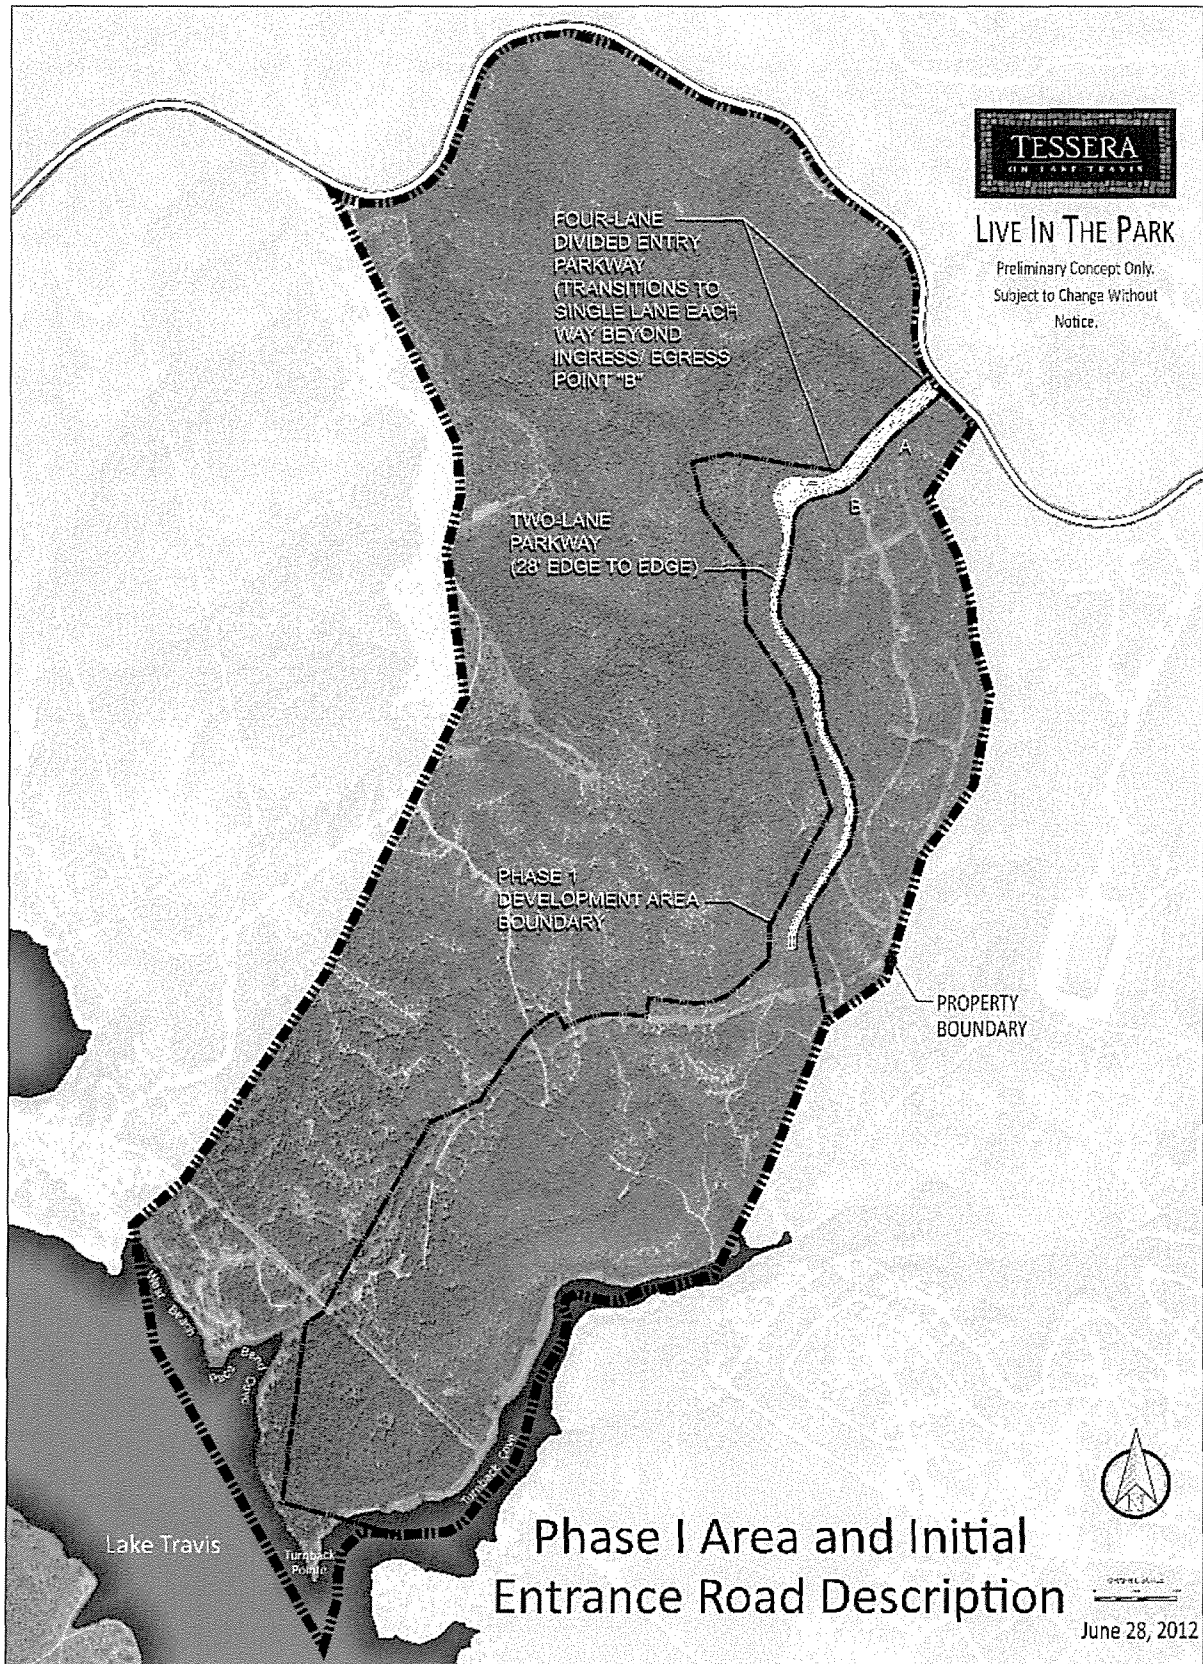 TESSERA
ON LAKE TRAVIS
LIVE IN THE PARK
Preliminary Concept Only.
Subject to Change Without
Notice.
FOUR-LANE
DIVIDED ENTRY
PARKWAY
(TRANSITIONS TO
SINGLE LANE EACH
WAY BEYOND
INGRESS/ EGRESS
POINT "B"
A
B
TWO-LANE
PARKWAY
(28' EDGE TO EDGE)
PHASE 1
DEVELOPMENT AREA
BOUNDARY
PROPERTY
BOUNDARY
Cove
Turnback Cove
Lake Travis
Turnback
Pointe
Phase I Area and Initial
Entrance Road Description
June 28, 2012